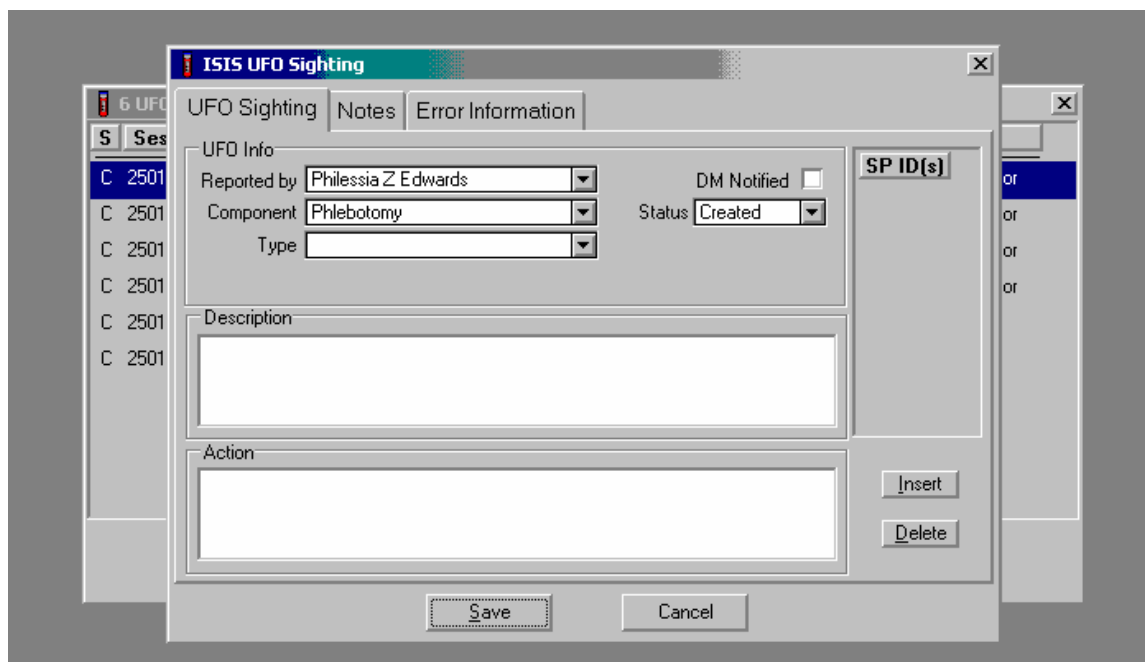 ISIS UFO Sighting
6 UFO
UFO Sighting Notes Error Information
S Ses
UFO Info
SP ID(s)
Reported by Philessia Z Edwards DM Notified
C 2501 or
Component Phlebotomy Status Created
C 2501 or
Type
C 2501 or
C 2501 or
Description
C 2501
C 2501
Action
Insert
Delete
Save Cancel